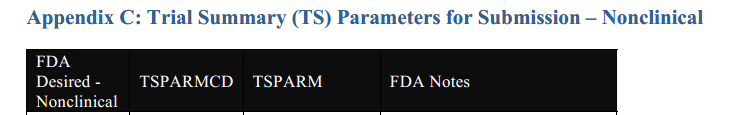 Appendix C: Trial Summary (TS) Parameters for Submission – Nonclinical
FDA
Desired -
Nonclinical
TSPARMCD
TSPARM
FDA Notes